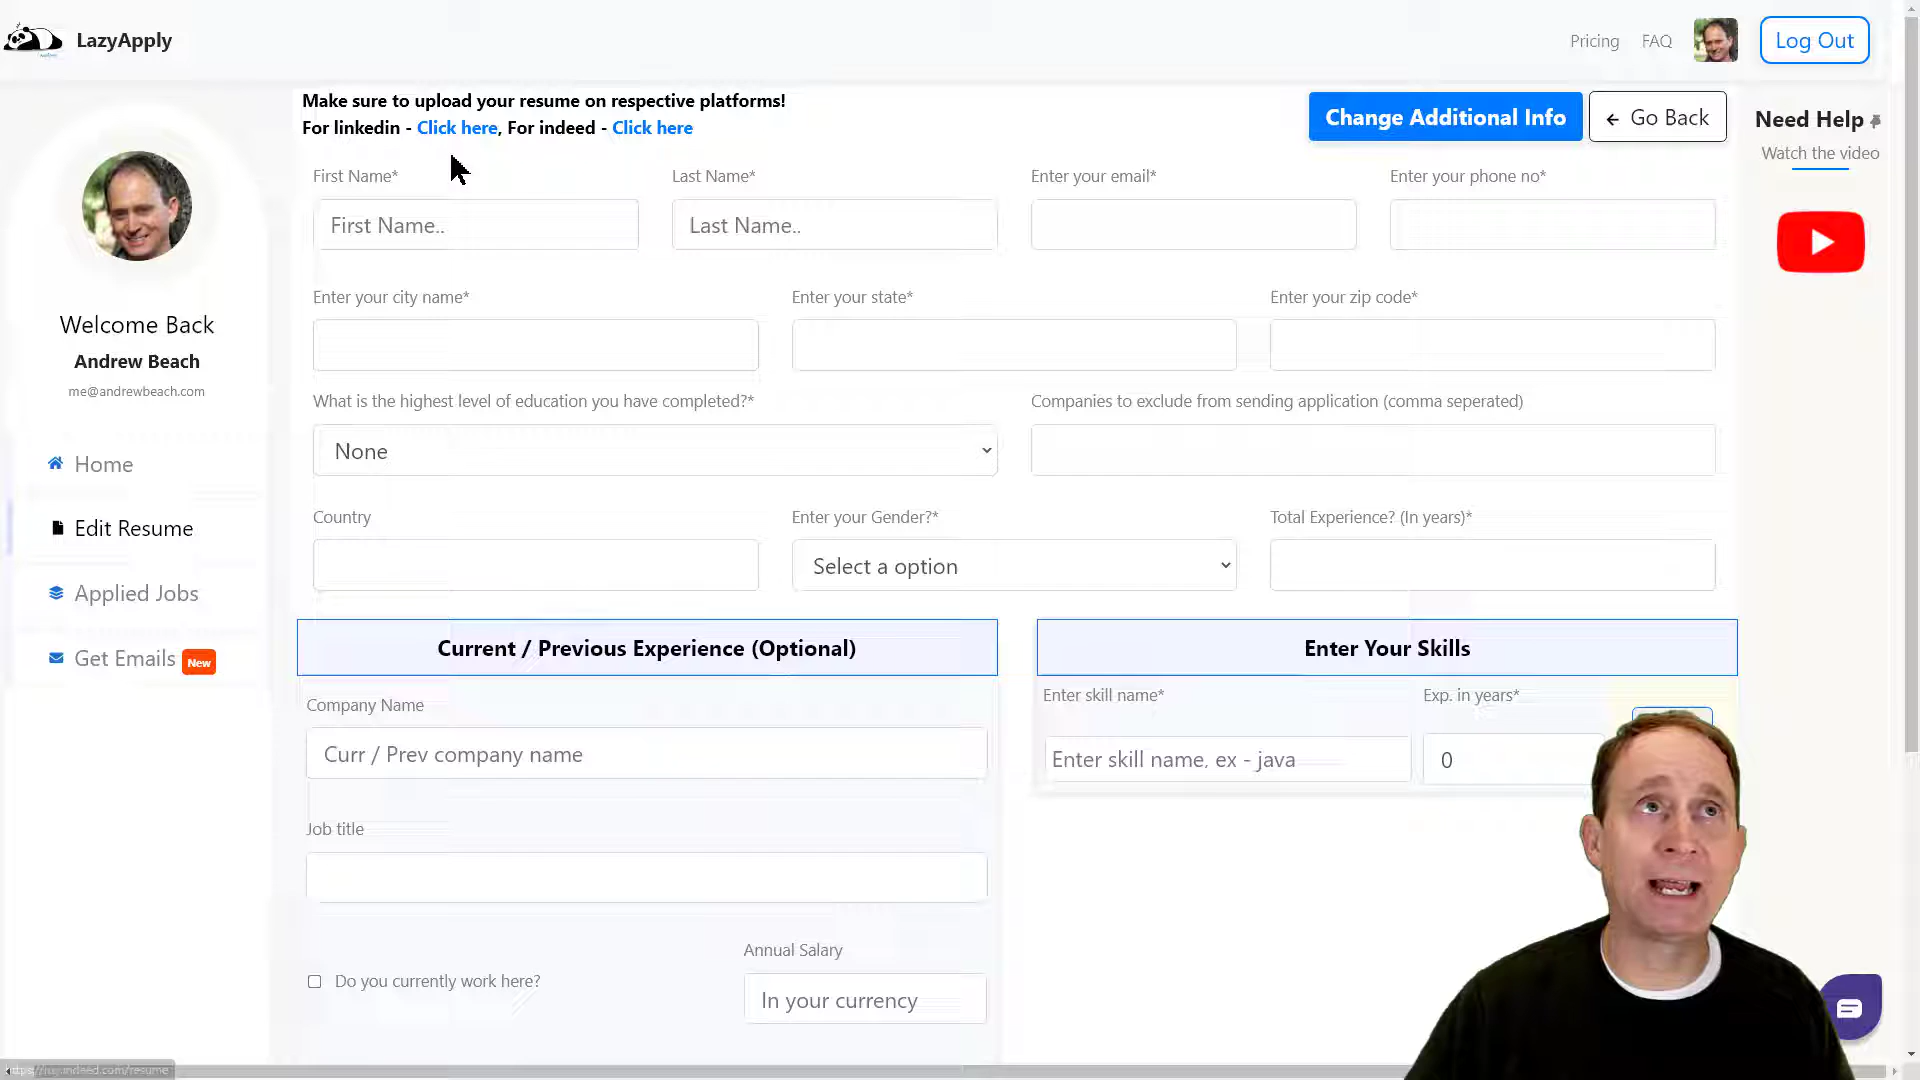 LazyApply
Pricing
FAQ
Log Out
Make sure to upload your resume on respective platforms!
For linkedin - Click here, For indeed - Click here
Change Additional Info
Go Back
Need Help
Watch the video
First Name*
Last Name*
Enter your email*
Enter your phone no*
First Name..
Last Name..
Welcome Back
Andrew Beach
me@andrewbeach.com
Enter your city name*
Enter your state*
Enter your zip code*
What is the highest level of education you have completed?*
Companies to exclude from sending application (comma seperated)
None
Home
Edit Resume
Applied Jobs
Get Emails New
Country
Enter your Gender?*
Total Experience? (In years)*
Select a option
Current / Previous Experience (Optional)
Enter Your Skills
Company Name
Enter skill name*
Exp. in years*
Curr / Prev company name
Enter skill name, ex - java
0
Job title
Annual Salary
Do you currently work here?
In your currency